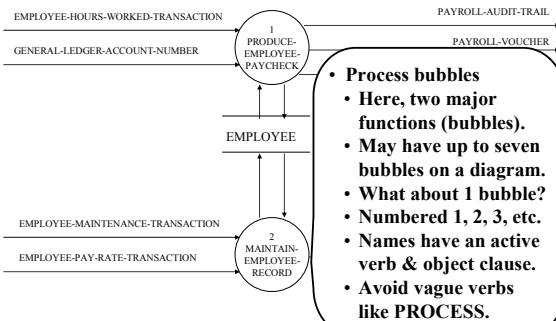 EMPLOYEE-HOURS-WORKED-TRANSACTION
GENERAL-LEDGER-ACCOUNT-NUMBER
1
PRODUCE-
EMPLOYEE-
PAYCHECK
PAYROLL-AUDIT-TRAIL
PAYROLL-VOUCHER
EMPLOYEE
EMPLOYEE-MAINTENANCE-TRANSACTION
EMPLOYEE-PAY-RATE-TRANSACTION
2
MAINTAIN-
EMPLOYEE-
RECORD
• Process bubbles
• Here, two major
functions (bubbles).
• May have up to seven
bubbles on a diagram.
• What about 1 bubble?
• Numbered 1, 2, 3, etc.
• Names have an active
verb & object clause.
• Avoid vague verbs
like PROCESS.